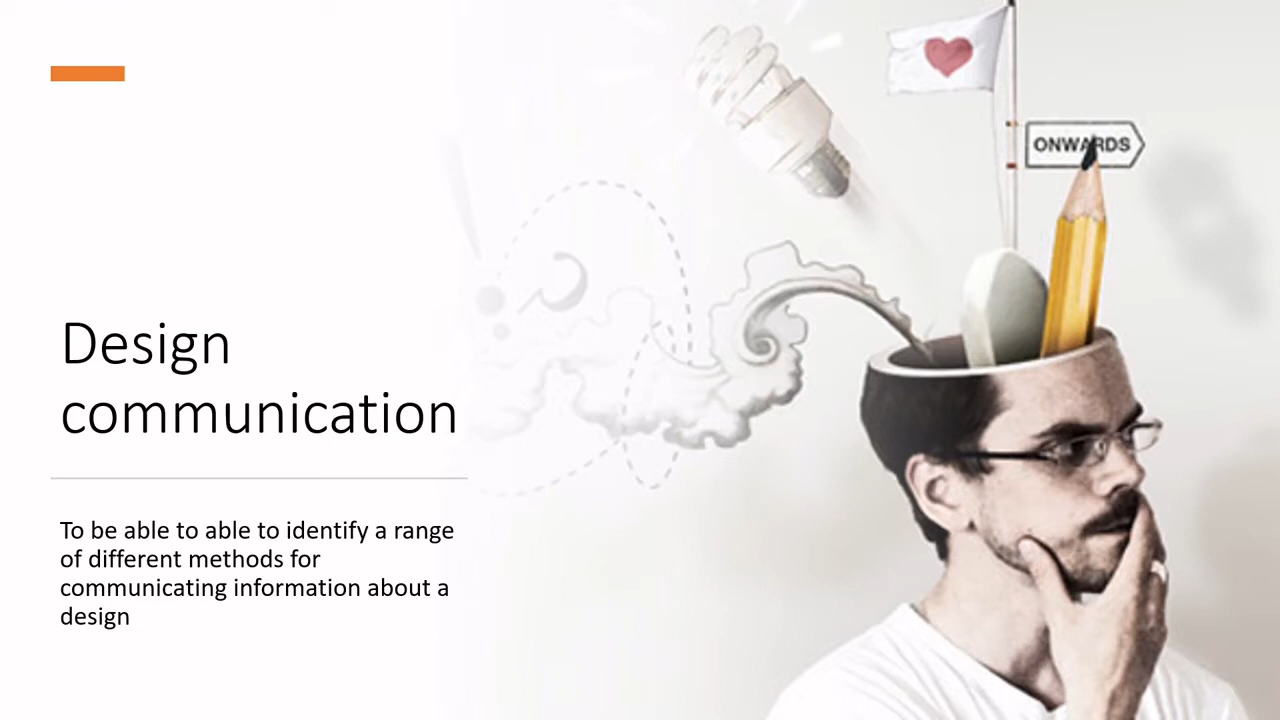 Design
communication
To be able to able to identify a range
of different methods for
communicating information about a
design
ONWARDS